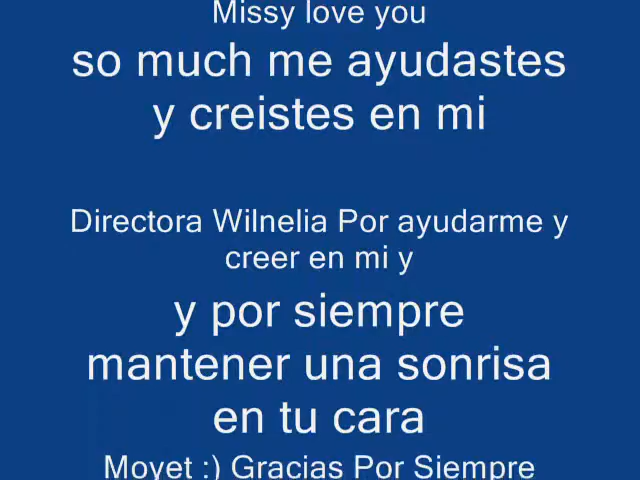 Missy love you
so much me ayudastes
y creistes en mi
Directora Wilnelia Por ayudarme y
creer en mi y
y por siempre
mantener una sonrisa
en tu cara
Moyet :) Gracias Por Siempre